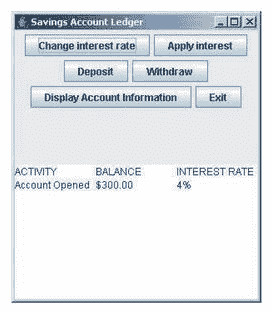 Savings Account Ledger
Change interest rate Apply interest
Deposit Withdraw
Display Account Information Exit
ACTIVITY BALANCE INTEREST RATE
Account Opened $300.00 4%